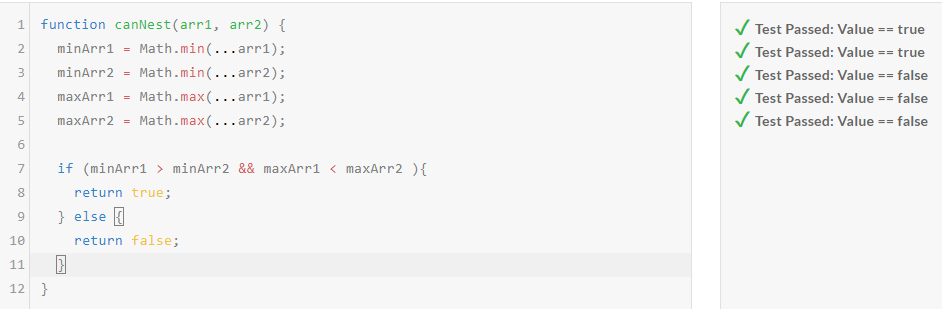 1 function canNest(arr1, arr2) {
2 minArr1 = Math.min(...arr1);
3 minArr2 = Math.min(...arr2);
4 maxArr1 = Math.max(...arr1);
5 maxArr2 = Math.max(...arr2);
6
7 if (minArr1 > minArr2 && maxArr1 < maxArr2 ){
8 return true;
9 } else {
10 return false;
11 }
12 }
Test Passed: Value == true
Test Passed: Value == true
Test Passed: Value == false
Test Passed: Value == false
Test Passed: Value == false